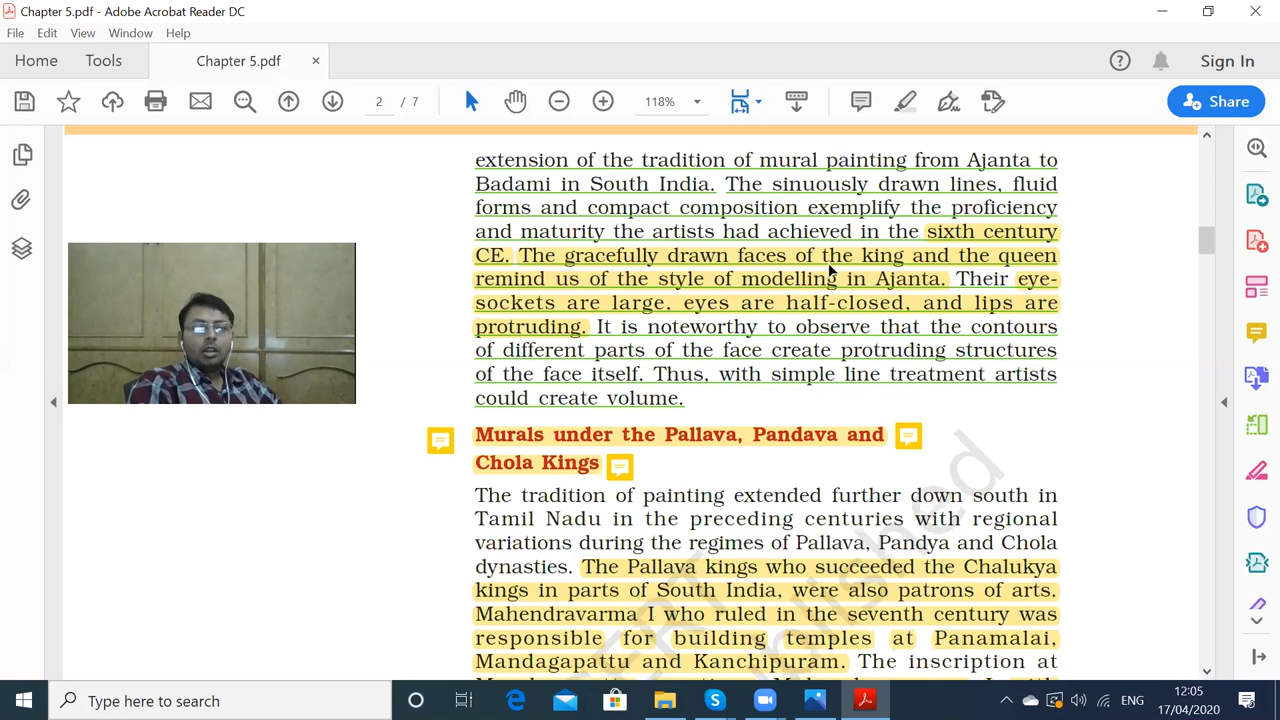 Chapter 5.pdf - Adobe Acrobat Reader DC
File Edit View Window Help
Home Tools Chapter 5.pdf × Sign In
2 / 7 118% Share
extension of the tradition of mural painting from Ajanta to
Badami in South India. The sinuously drawn lines, fluid
forms and compact composition exemplify the proficiency
and maturity the artists had achieved in the sixth century
CE. The gracefully drawn faces of the king and the queen
remind us of the style of modelling in Ajanta. Their eye-
sockets are large, eyes are half-closed, and lips are
protruding. It is noteworthy to observe that the contours
of different parts of the face create protruding structures
of the face itself. Thus, with simple line treatment artists
could create volume.
Murals under the Pallava, Pandava and
Chola Kings
The tradition of painting extended further down south in
Tamil Nadu in the preceding centuries with regional
variations during the regimes of Pallava, Pandya and Chola
dynasties. The Pallava kings who succeeded the Chalukya
kings in parts of South India, were also patrons of arts.
Mahendravarma I who ruled in the seventh century was
responsible for building temples at Panamalai,
Mandagapattu and Kanchipuram. The inscription at
Type here to search
ENG
12:05
17/04/2020